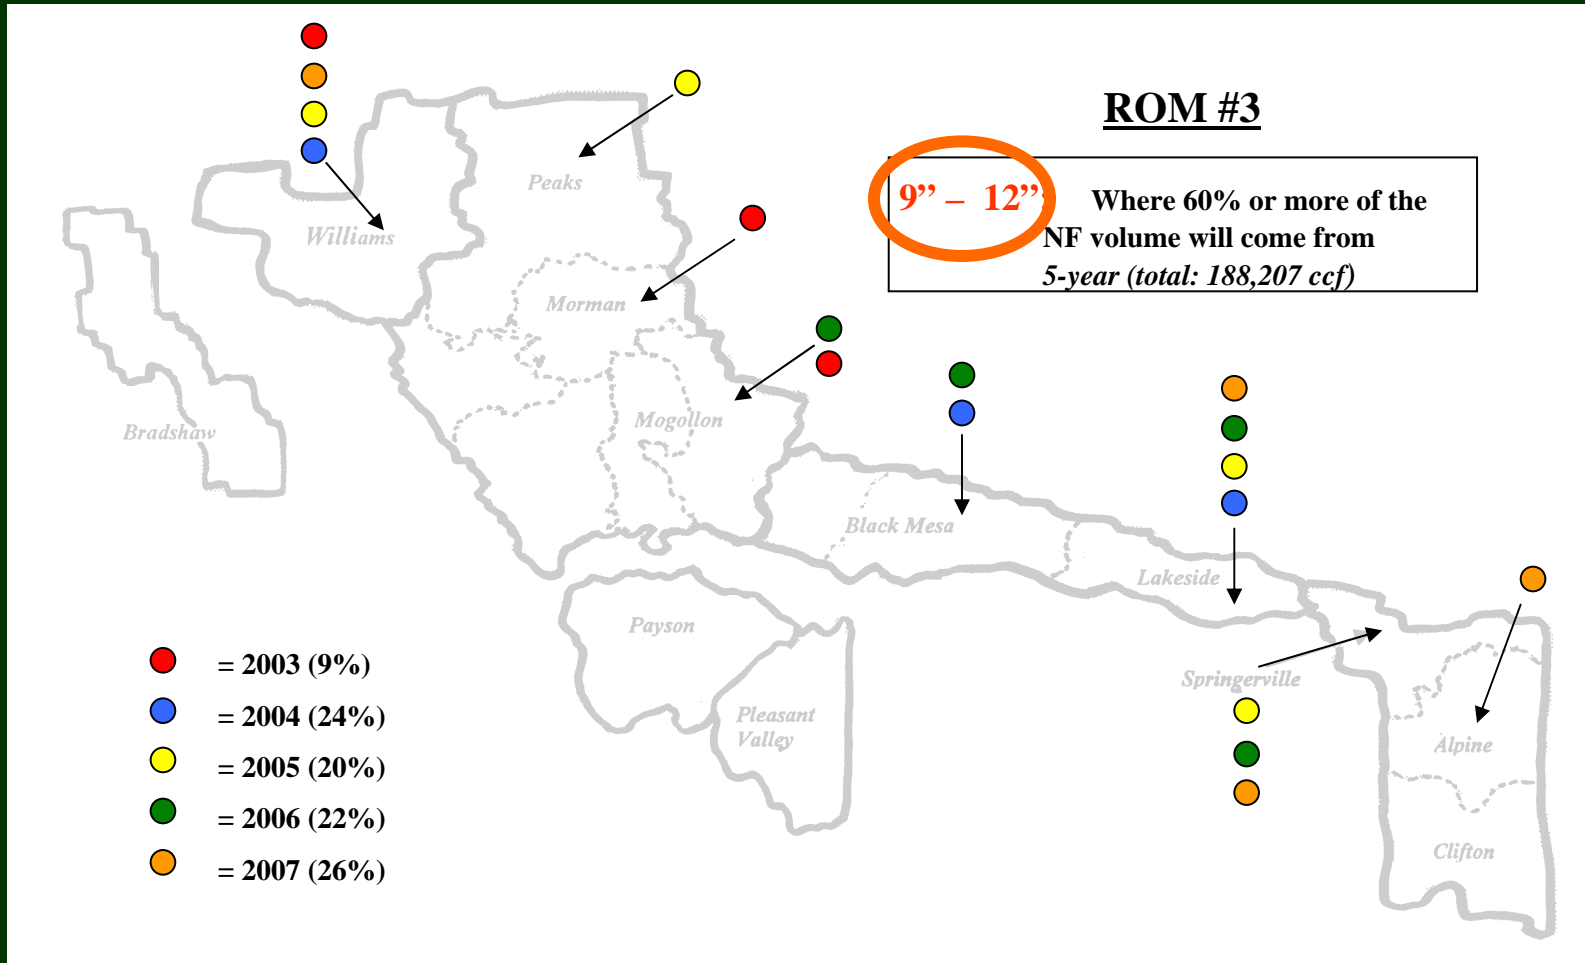 ROM #3
9” – 12”: Where 60% or more of the
NF volume will come from
5-year (total: 188,207 ccf)
Peaks
Williams
Morman
Mogollon
Bradshaw
Black Mesa
Lakeside
Payson
Springerville
Pleasant
Valley
Alpine
Clifton
= 2003 (9%)
= 2004 (24%)
= 2005 (20%)
= 2006 (22%)
= 2007 (26%)